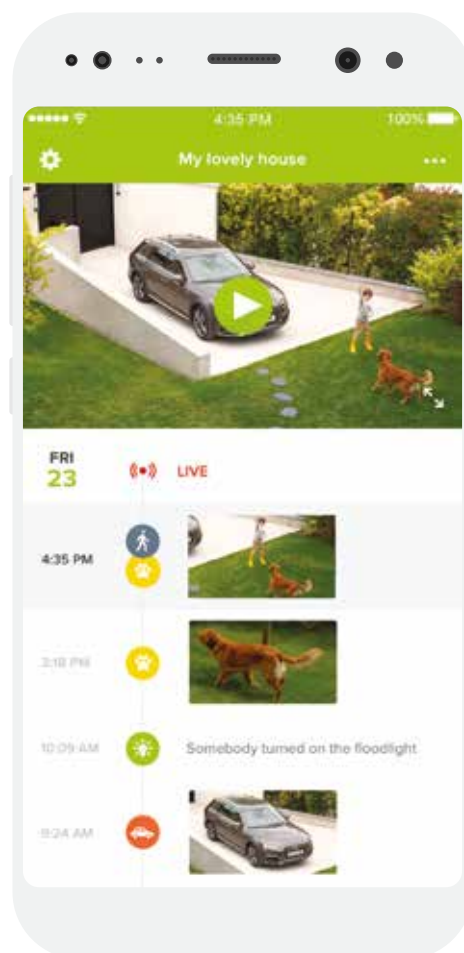 4:35 PM
100%
My lovely house
FRI
23
LIVE
4:35 PM
3:18 PM
10:09 AM
Somebody turned on the floodlight
9:24 AM